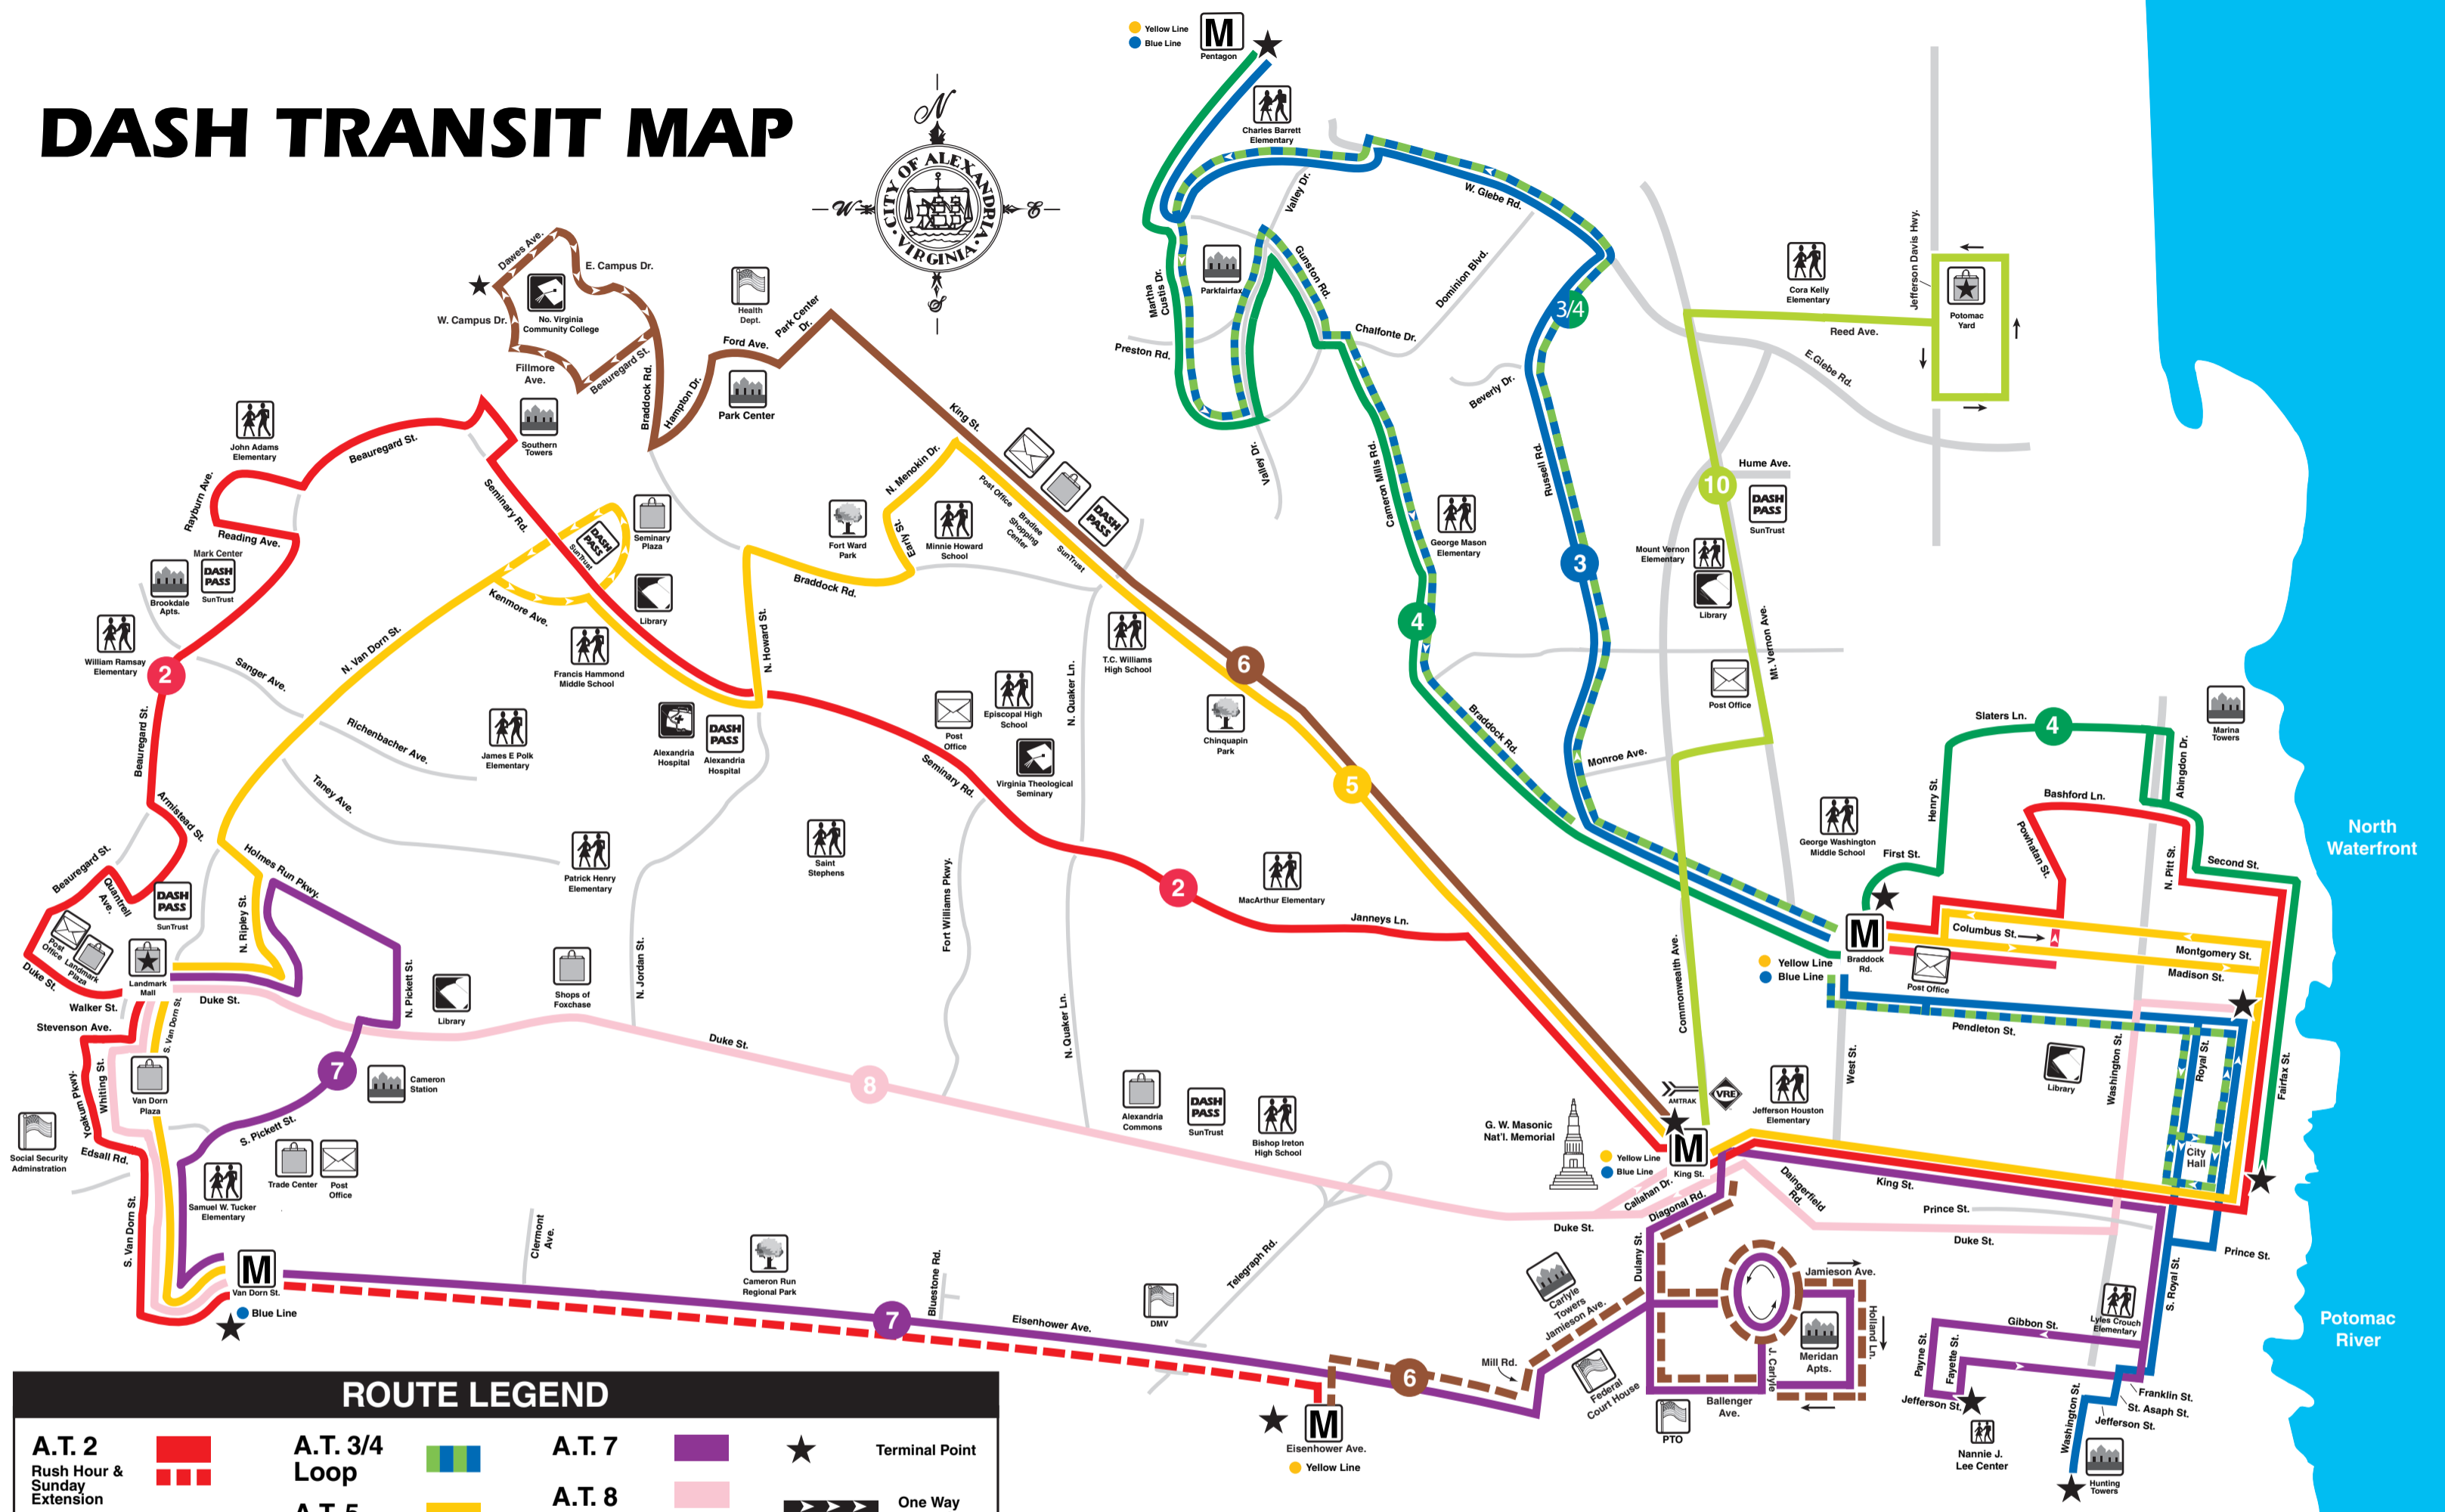 DASH TRANSIT MAP
N
W
E
S
CITY OF ALEXANDRIA
VIRGINIA
Yellow Line
Blue Line
M
Pentagon
Charles Barrett
Elementary
Valley Dr.
W. Glebe Rd.
Gunston Rd.
Dominion Blvd.
Martha
Custis Dr.
Parkfairfax
Preston Rd.
Chalfonte Dr.
3/4
Beverly Dr.
Valley Dr.
Cameron Mills Rd.
Russell Rd.
George Mason
Elementary
3
4
Braddock Rd.
Monroe Ave.
Cora Kelly
Elementary
Jefferson Davis Hwy.
Potomac
Yard
Reed Ave.
E.Glebe Rd.
10
Hume Ave.
DASH
PASS
SunTrust
Mount Vernon
Elementary
Library
Mt. Vernon Ave.
Post Office
Commonwealth Ave.
Dawes Ave.
E. Campus Dr.
W. Campus Dr.
No. Virginia
Community College
Fillmore
Ave.
Beauregard St.
Braddock Rd.
Hampton Dr.
Health
Dept.
Ford Ave.
Park Center
Dr.
Park Center
King St.
John Adams
Elementary
Beauregard St.
Southern
Towers
Rayburn Ave.
Reading Ave.
Seminary Rd.
Mark Center
DASH
PASS
SunTrust
Brookdale
Apts.
William Ramsay
Elementary
2
Sanger Ave.
N. Van Dorn St.
Kenmore Ave.
DASH
PASS
SunTrust
Seminary
Plaza
Library
Francis Hammond
Middle School
N. Howard St.
Braddock Rd.
Fort Ward
Park
Early St.
N. Menokin Dr.
Minnie Howard
School
Post Office
Bradlee
Shopping
Center
DASH
PASS
SunTrust
T.C. Williams
High School
6
N. Quaker Ln.
Chinquapin
Park
5
Richenbacher Ave.
Taney Ave.
James E Polk
Elementary
Alexandria
Hospital
DASH
PASS
Alexandria
Hospital
Post
Office
Episcopal High
School
Virginia Theological
Seminary
Seminary Rd.
Patrick Henry
Elementary
Saint
Stephens
Fort Williams Pkwy.
2
MacArthur Elementary
Janneys Ln.
Beauregard St.
Armistead St.
Beauregard St.
Quantrell
Ave.
DASH
PASS
SunTrust
Post
Office
Landmark
Plaza
Duke St.
Landmark
Mall
Walker St.
Stevenson Ave.
Holmes Run Pkwy.
N. Ripley St.
N. Pickett St.
Duke St.
Library
Shops of
Foxchase
N. Jordan St.
N. Quaker Ln.
Duke St.
S. Van Dorn St.
Whiting St.
Yoakum Pkwy.
Van Dorn
Plaza
7
Cameron
Station
8
Social Security
Adminstration
Edsall Rd.
S. Pickett St.
Trade Center
Post
Office
Samuel W. Tucker
Elementary
S. Van Dorn St.
M
Van Dorn St.
Blue Line
Clermont
Ave.
Cameron Run
Regional Park
Bluestone Rd.
7
Eisenhower Ave.
DMV
Telegraph Rd.
Alexandria
Commons
DASH
PASS
SunTrust
Bishop Ireton
High School
G. W. Masonic
Nat'l. Memorial
AMTRAK
VRE
Jefferson Houston
Elementary
Yellow Line
Blue Line
M
King St.
Callahan Dr.
Diagonal Rd.
Duke St.
Daingerfield
Rd.
King St.
Prince St.
Duke St.
Prince St.
West St.
George Washington
Middle School
First St.
Henry St.
Slaters Ln.
4
Abingdon Dr.
Marina
Towers
Bashford Ln.
Powhatan St.
N. Pitt St.
Second St.
M
Braddock
Rd.
Yellow Line
Blue Line
Columbus St.
Post Office
Montgomery St.
Madison St.
Pendleton St.
Library
Washington St.
Royal St.
Fairfax St.
City
Hall
North
Waterfront
Potomac
River
Carlyle
Towers
Jamieson Ave.
Dulany St.
Jamieson Ave.
Holland Ln.
Meridan
Apts.
J. Carlyle
Ballenger
Ave.
PTO
Federal
Court House
Mill Rd.
6
M
Eisenhower Ave.
Yellow Line
Lyles Crouch
Elementary
S. Royal St.
Gibbon St.
Payne St.
Fayette St.
Jefferson St.
Nannie J.
Lee Center
Franklin St.
St. Asaph St.
Jefferson St.
Washington St.
Hunting
Towers
ROUTE LEGEND
A.T. 2
Rush Hour &
Sunday
Extension
A.T. 3/4
Loop
A.T. 5
A.T. 7
A.T. 8
Terminal Point
One Way